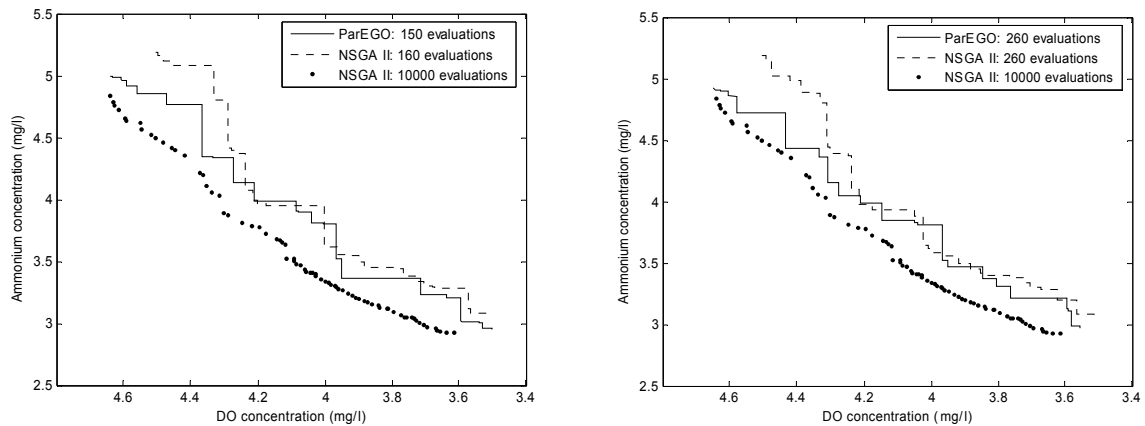 5.5
5
4.5
4
3.5
3
2.5
Ammonium concentration (mg/l)
4.6
4.4
4.2
4
3.8
3.6
3.4
DO concentration (mg/l)
ParEGO: 150 evaluations
NSGA II: 160 evaluations
NSGA II: 10000 evaluations
5.5
5
4.5
4
3.5
3
2.5
Ammonium concentration (mg/l)
4.6
4.4
4.2
4
3.8
3.6
3.4
DO concentration (mg/l)
ParEGO: 260 evaluations
NSGA II: 260 evaluations
NSGA II: 10000 evaluations